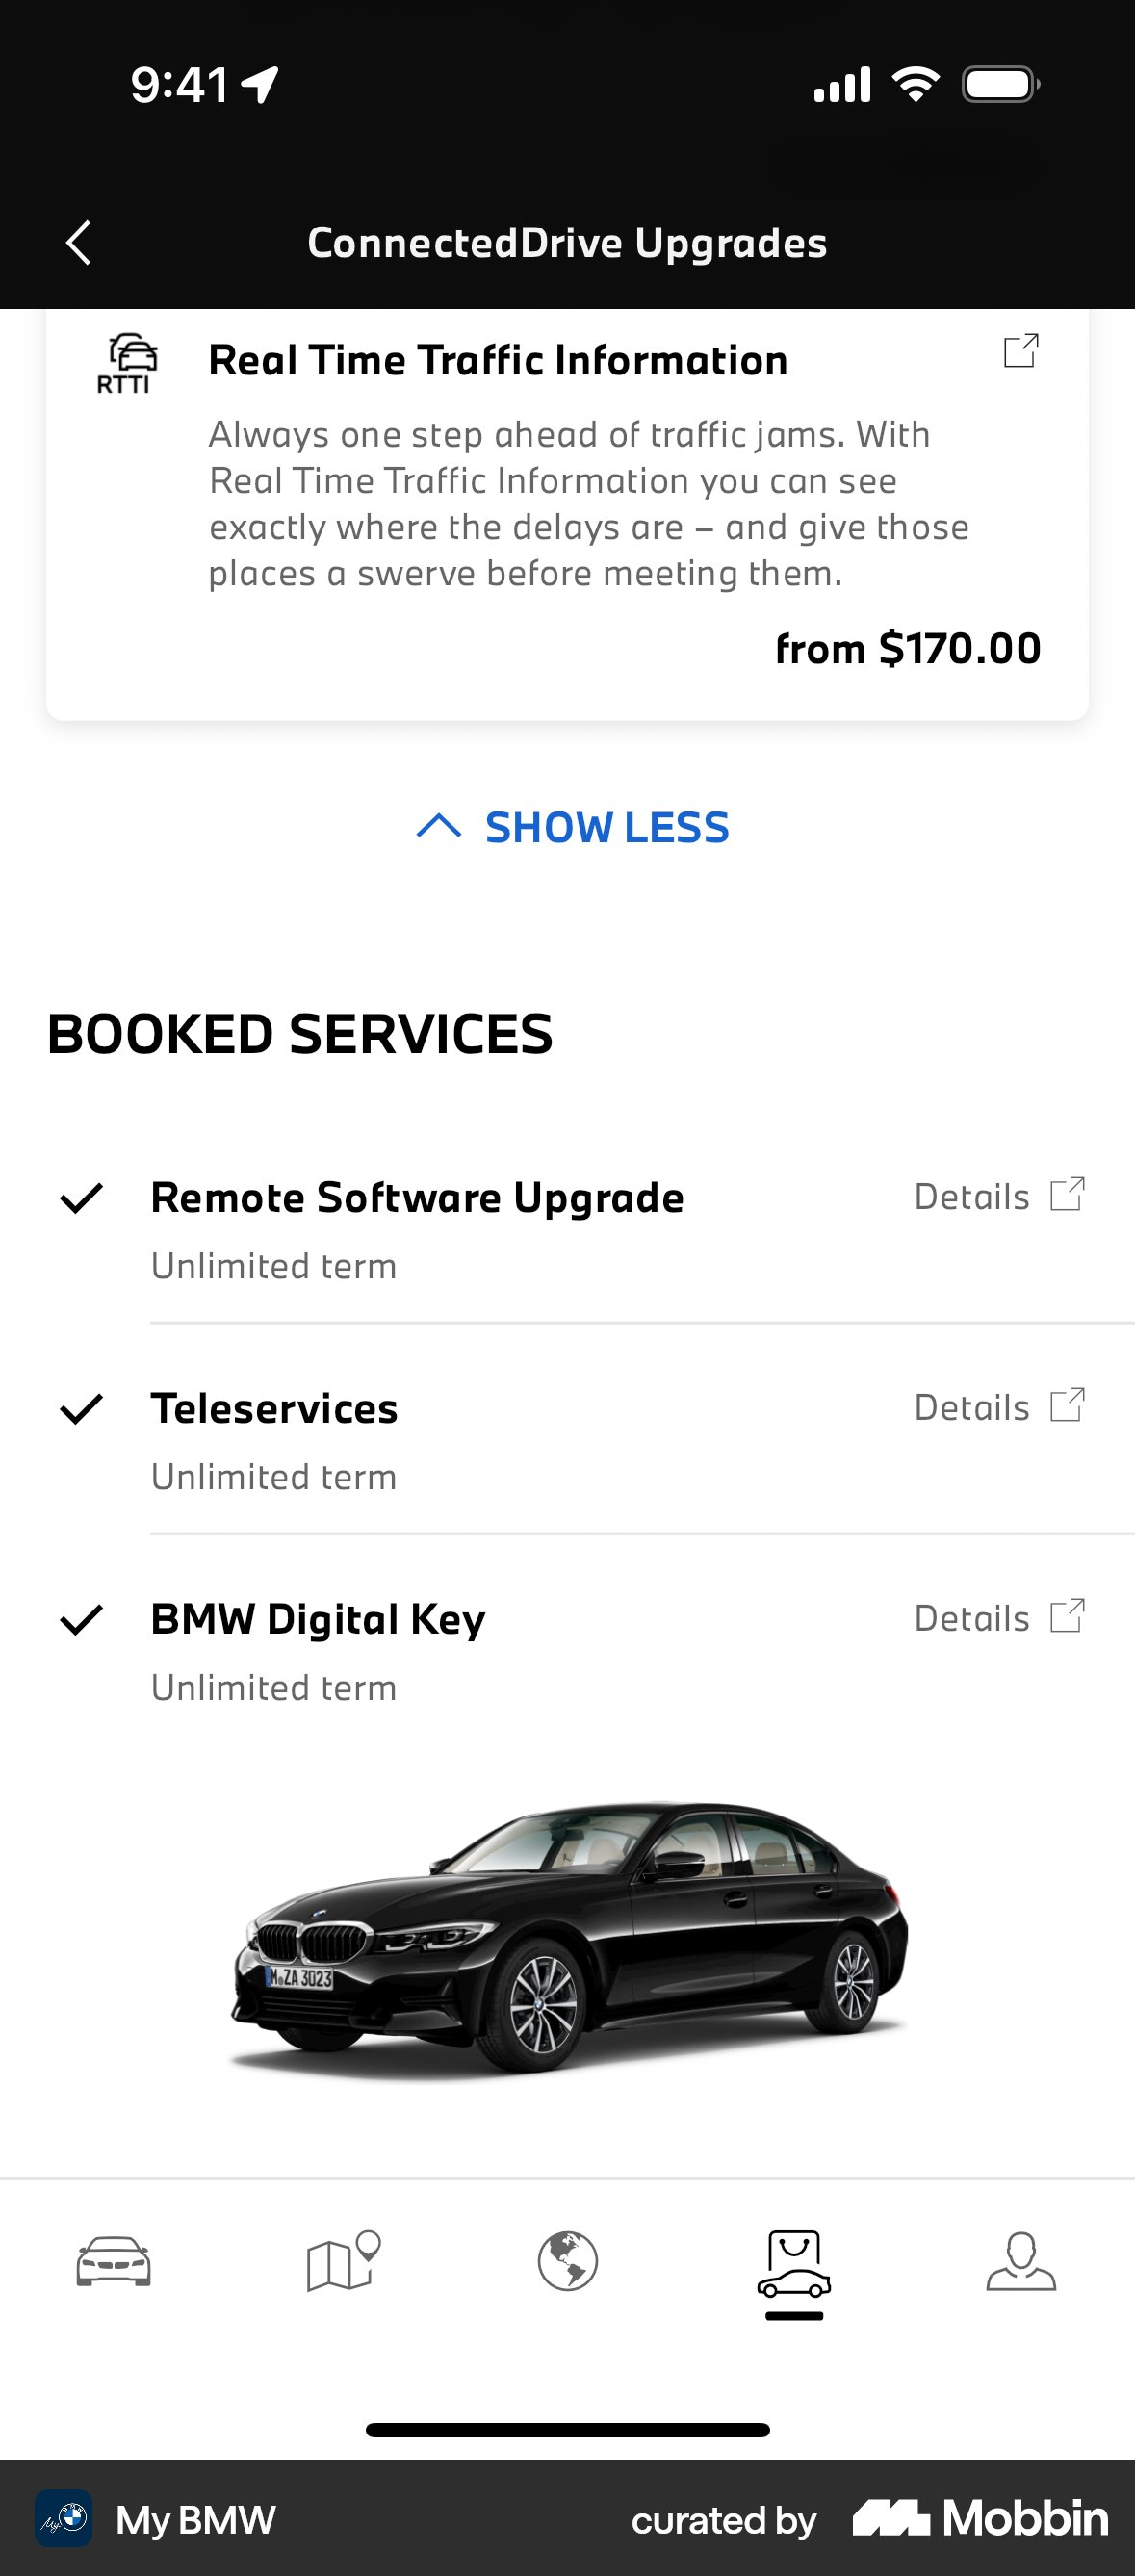 9:41
ConnectedDrive Upgrades
RTTI
Real Time Traffic Information
Always one step ahead of traffic jams. With
Real Time Traffic Information you can see
exactly where the delays are – and give those
places a swerve before meeting them.
from $170.00
SHOW LESS
BOOKED SERVICES
Remote Software Upgrade
Details
Unlimited term
Teleservices
Details
Unlimited term
BMW Digital Key
Details
Unlimited term
M ZA 3023
My BMW
curated by
Mobbin